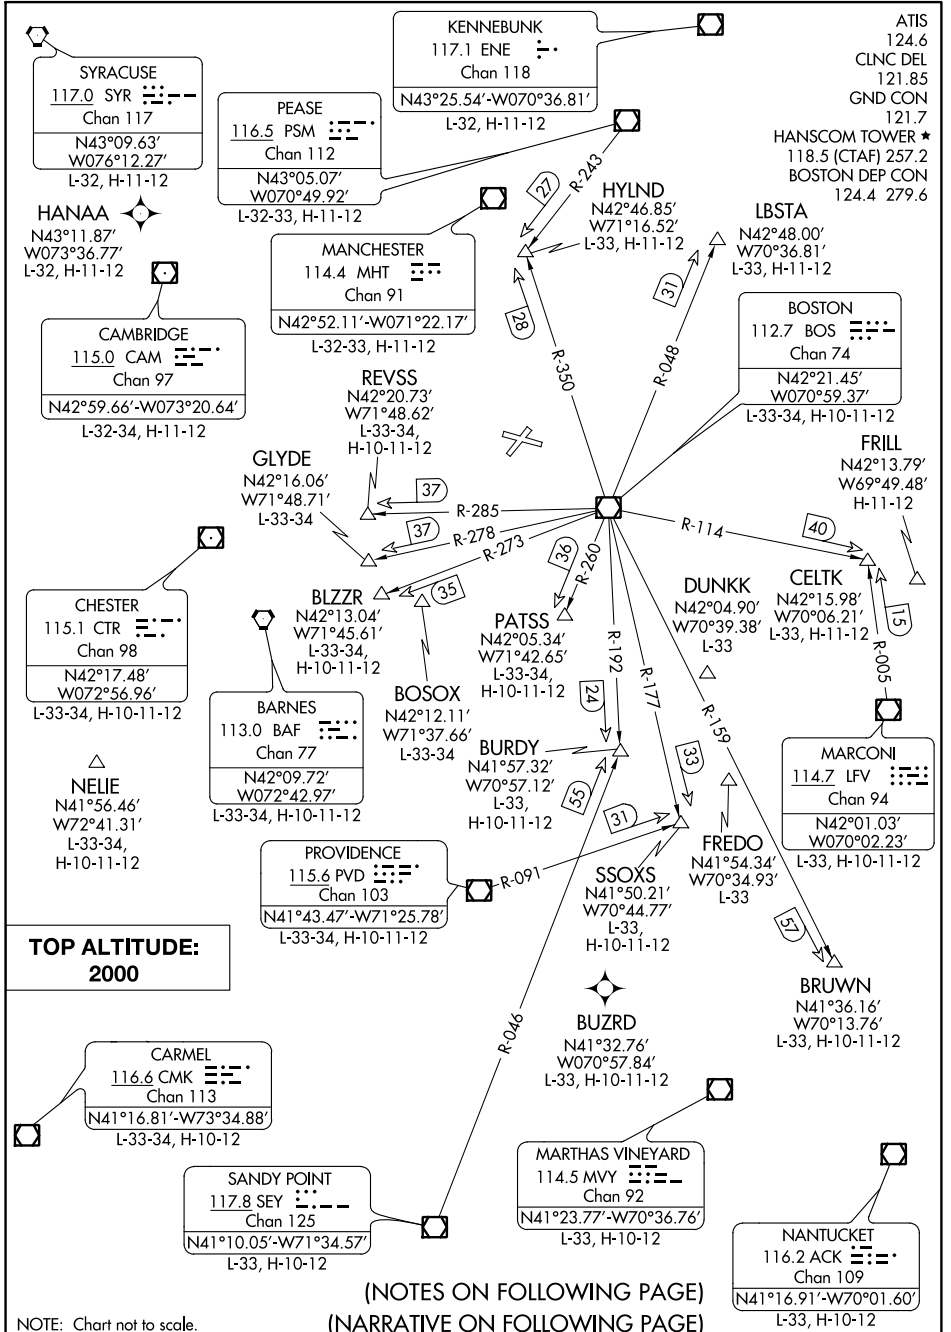 KENNEBUNK
117.1 ENE
Chan 118
N43°25.54′-W070°36.81′
L-32, H-11-12
ATIS
124.6
CLNC DEL
121.85
GND CON
121.7
HANSCOM TOWER ★
118.5 (CTAF) 257.2
BOSTON DEP CON
124.4 279.6
SYRACUSE
117.0 SYR
Chan 117
N43°09.63′
W076°12.27′
L-32, H-11-12
PEASE
116.5 PSM
Chan 112
N43°05.07′
W070°49.92′
L-32-33, H-11-12
HANAA
N43°11.87′
W073°36.77′
L-32, H-11-12
MANCHESTER
114.4 MHT
Chan 91
N42°52.11′-W071°22.17′
L-32-33, H-11-12
R-243
27
HYLND
N42°46.85′
W71°16.52′
L-33, H-11-12
28
R-350
LBSTA
N42°48.00′
W70°36.81′
L-33, H-11-12
31
R-048
CAMBRIDGE
115.0 CAM
Chan 97
N42°59.66′-W073°20.64′
L-32-34, H-11-12
BOSTON
112.7 BOS
Chan 74
N42°21.45′
W070°59.37′
L-33-34, H-10-11-12
REVSS
N42°20.73′
W71°48.62′
L-33-34,
H-10-11-12
GLYDE
N42°16.06′
W71°48.71′
L-33-34
FRILL
N42°13.79′
W69°49.48′
H-11-12
37
R-285
37
R-278
R-273
35
36
R-260
R-114
40
CHESTER
115.1 CTR
Chan 98
N42°17.48′
W072°56.96′
L-33-34, H-10-11-12
BLZZR
N42°13.04′
W71°45.61′
L-33-34,
H-10-11-12
PATSS
N42°05.34′
W71°42.65′
L-33-34,
H-10-11-12
DUNKK
N42°04.90′
W70°39.38′
L-33
CELTK
N42°15.98′
W70°06.21′
L-33, H-11-12
15
R-005
BOSOX
N42°12.11′
W71°37.66′
L-33-34
R-192
R-177
R-159
24
33
BARNES
113.0 BAF
Chan 77
N42°09.72′
W072°42.97′
L-33-34, H-10-11-12
BURDY
N41°57.32′
W70°57.12′
L-33,
H-10-11-12
MARCONI
114.7 LFV
Chan 94
N42°01.03′
W070°02.23′
L-33, H-10-11-12
NELIE
N41°56.46′
W72°41.31′
L-33-34,
H-10-11-12
55
31
R-091
PROVIDENCE
115.6 PVD
Chan 103
N41°43.47′-W71°25.78′
L-33-34, H-10-11-12
SSOXS
N41°50.21′
W70°44.77′
L-33,
H-10-11-12
FREDO
N41°54.34′
W70°34.93′
L-33
57
BRUWN
N41°36.16′
W70°13.76′
L-33, H-10-11-12
TOP ALTITUDE:
2000
BUZRD
N41°32.76′
W070°57.84′
L-33, H-10-11-12
R-046
CARMEL
116.6 CMK
Chan 113
N41°16.81′-W73°34.88′
L-33-34, H-10-12
MARTHAS VINEYARD
114.5 MVY
Chan 92
N41°23.77′-W70°36.76′
L-33, H-10-12
SANDY POINT
117.8 SEY
Chan 125
N41°10.05′-W71°34.57′
L-33, H-10-12
NANTUCKET
116.2 ACK
Chan 109
N41°16.91′-W70°01.60′
L-33, H-10-12
(NOTES ON FOLLOWING PAGE)
(NARRATIVE ON FOLLOWING PAGE)
NOTE: Chart not to scale.